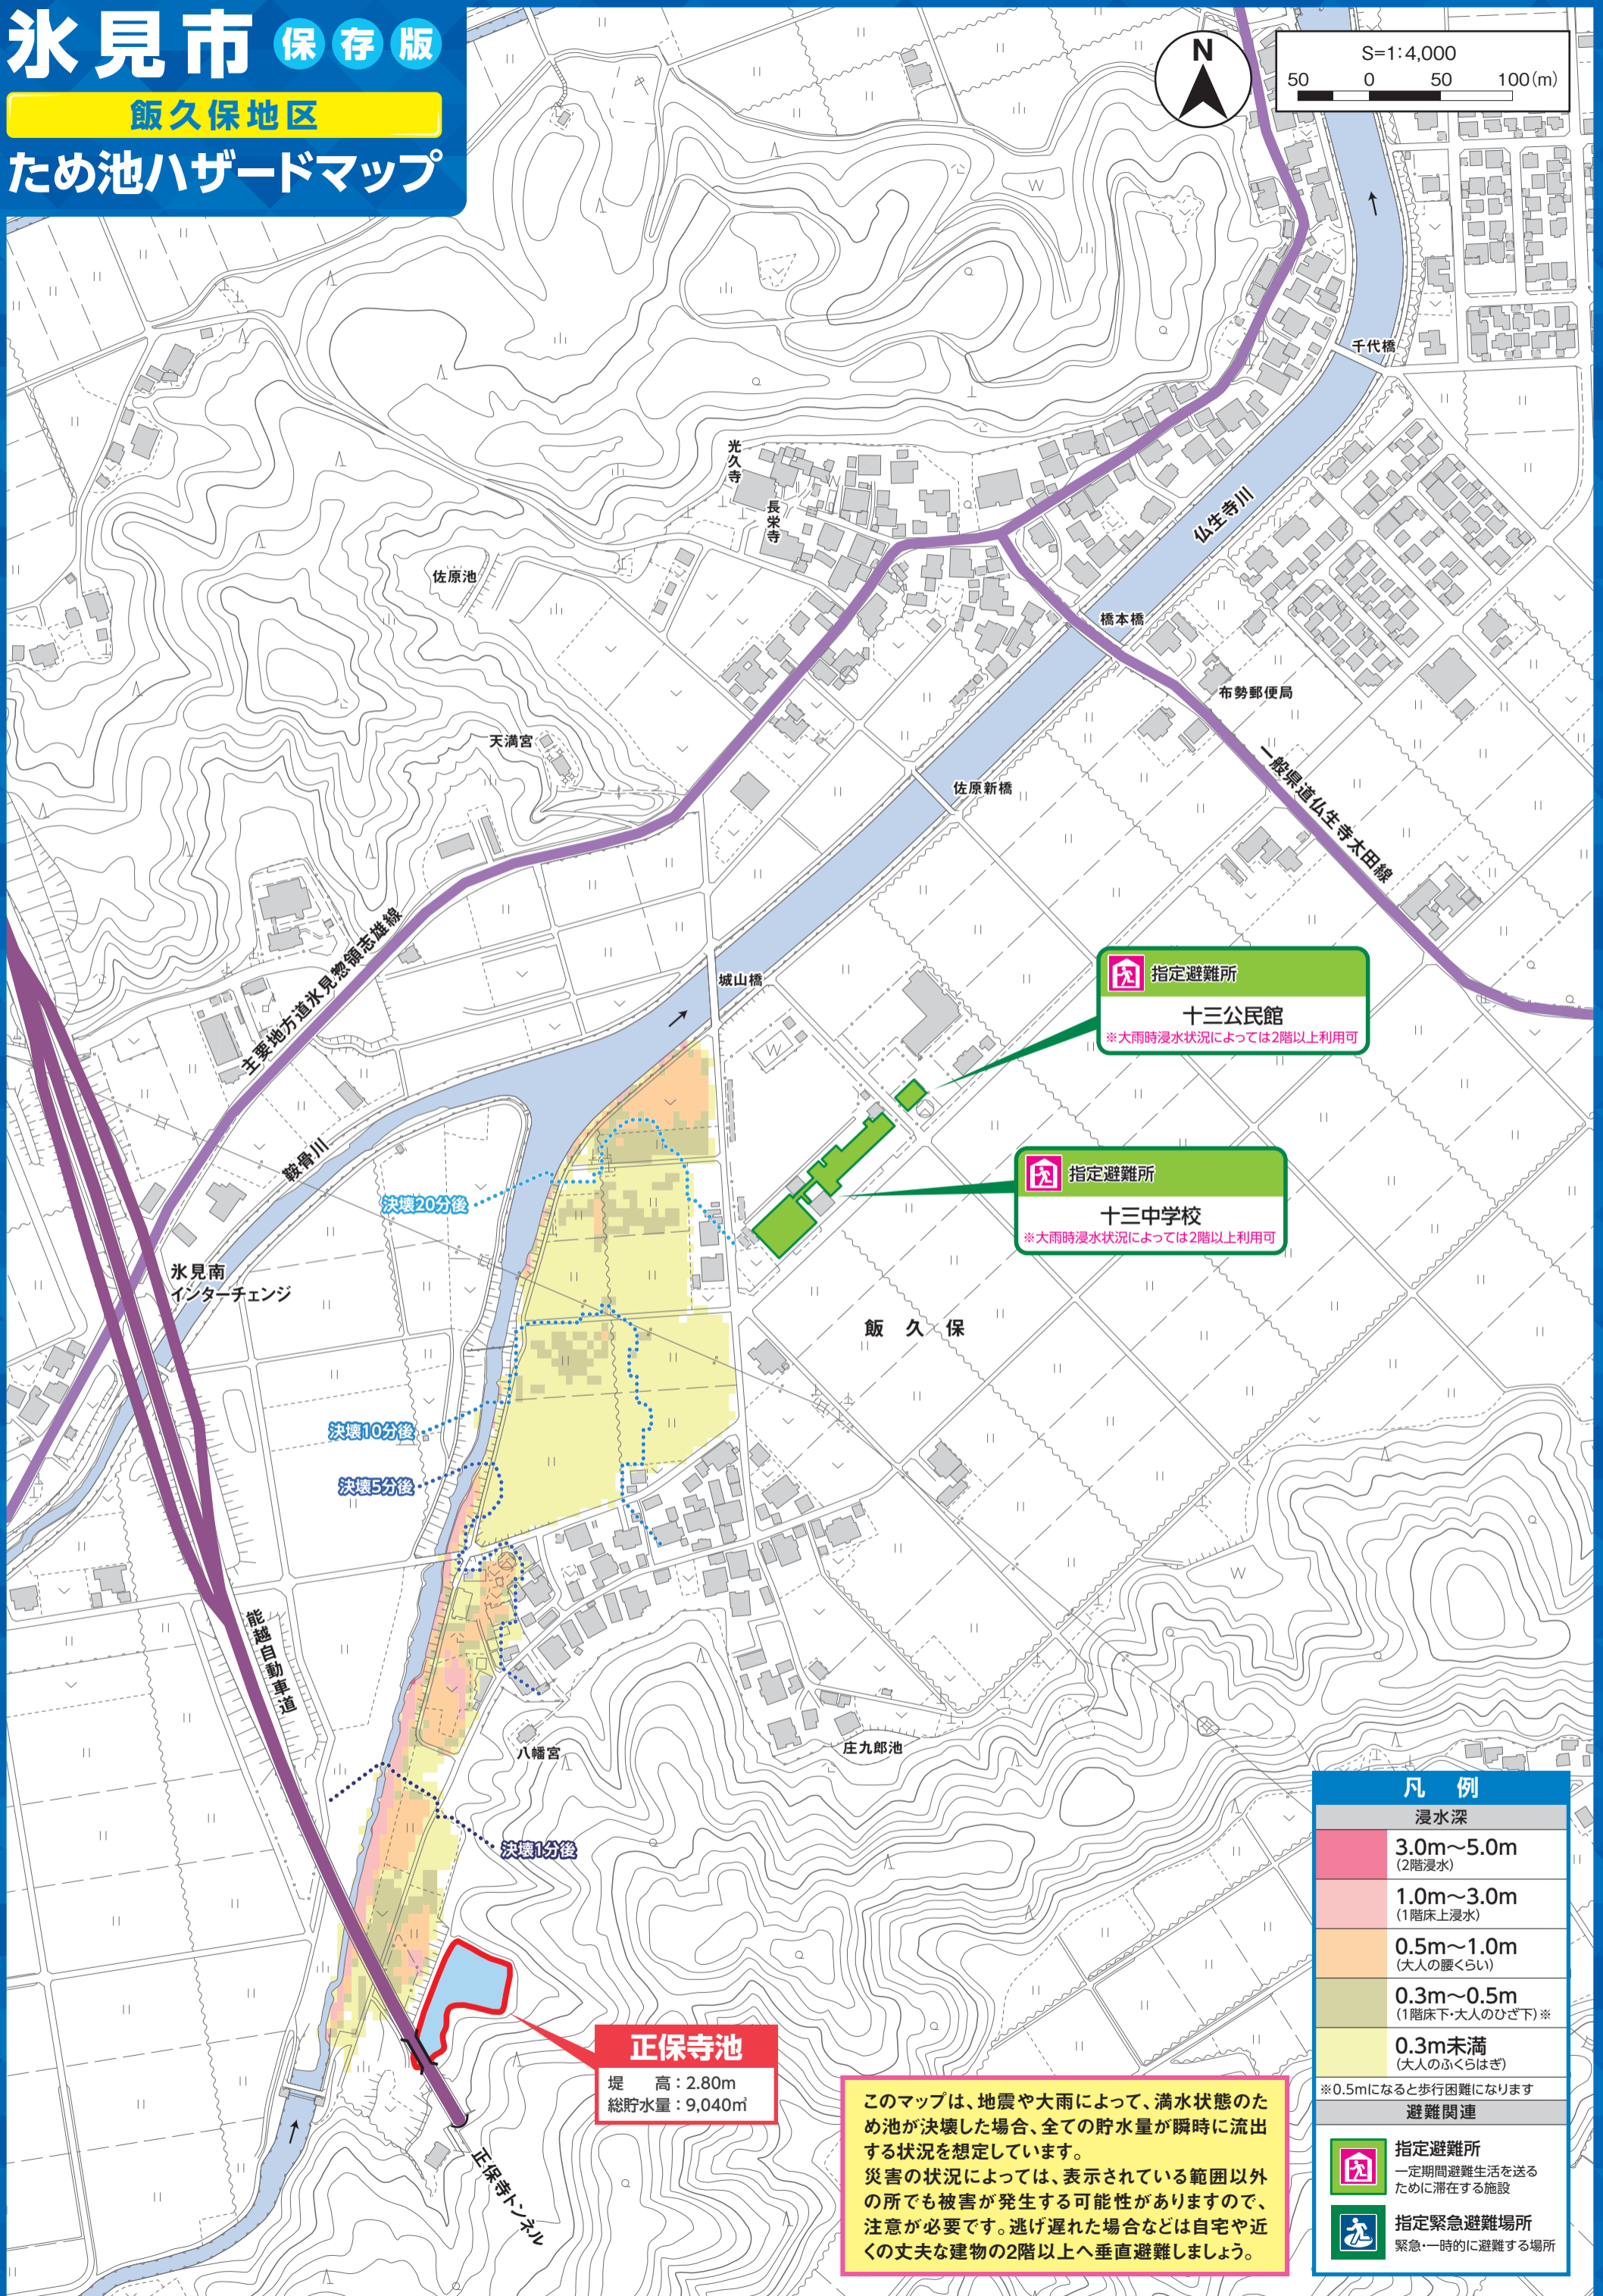 氷見市 保存版
飯久保地区
ため池ハザードマップ
N
S=1:4,000
50 0 50 100(m)
千代橋
光久寺
長栄寺
仏生寺川
佐原池
橋本橋
布勢郵便局
天満宮
佐原新橋
一般県道仏生寺太田線
主要地方道氷見惣領志雄線
城山橋
指定避難所
十三公民館
※大雨時浸水状況によっては2階以上利用可
鞍骨川
指定避難所
十三中学校
※大雨時浸水状況によっては2階以上利用可
決壊20分後
氷見南
インターチェンジ
飯久保
決壊10分後
決壊5分後
能越自動車道
八幡宮
庄九郎池
決壊1分後
正保寺池
堤 高:2.80m
総貯水量:9,040㎥
正保寺トンネル
このマップは、地震や大雨によって、満水状態のた
め池が決壊した場合、全ての貯水量が瞬時に流出
する状況を想定しています。
災害の状況によっては、表示されている範囲以外
の所でも被害が発生する可能性がありますので、
注意が必要です。逃げ遅れた場合などは自宅や近
くの丈夫な建物の2階以上へ垂直避難しましょう。
凡 例
浸水深
3.0m〜5.0m
(2階浸水)
1.0m〜3.0m
(1階床上浸水)
0.5m〜1.0m
(大人の腰くらい)
0.3m〜0.5m
(1階床下・大人のひざ下)※
0.3m未満
(大人のふくらはぎ)
※0.5mになると歩行困難になります
避難関連
指定避難所
一定期間避難生活を送る
ために滞在する施設
指定緊急避難場所
緊急・一時的に避難する場所